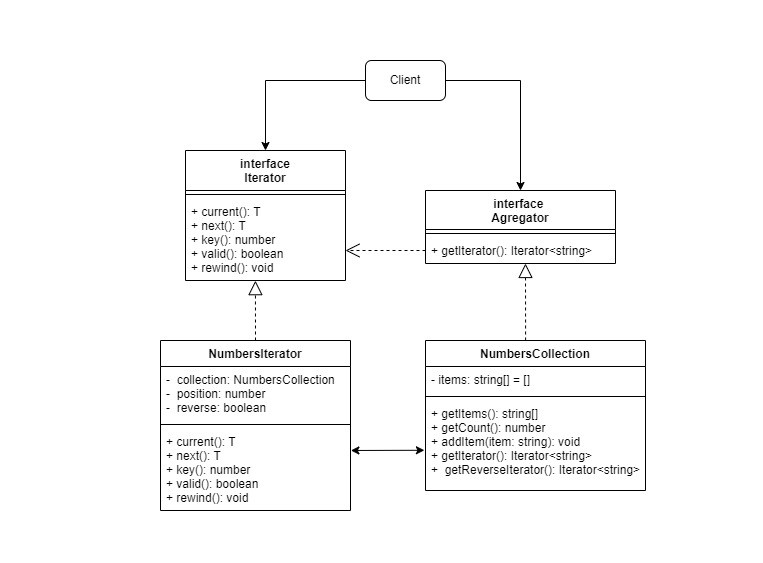 Client
interface
Iterator
+ current(): T
+ next(): T
+ key(): number
+ valid(): boolean
+ rewind(): void
interface
Agregator
+ getIterator(): Iterator<string>
NumbersIterator
- collection: NumbersCollection
- position: number
- reverse: boolean
+ current(): T
+ next(): T
+ key(): number
+ valid(): boolean
+ rewind(): void
NumbersCollection
- items: string[] = []
+ getItems(): string[]
+ getCount(): number
+ addItem(item: string): void
+ getIterator(): Iterator<string>
+ getReverseIterator(): Iterator<string>